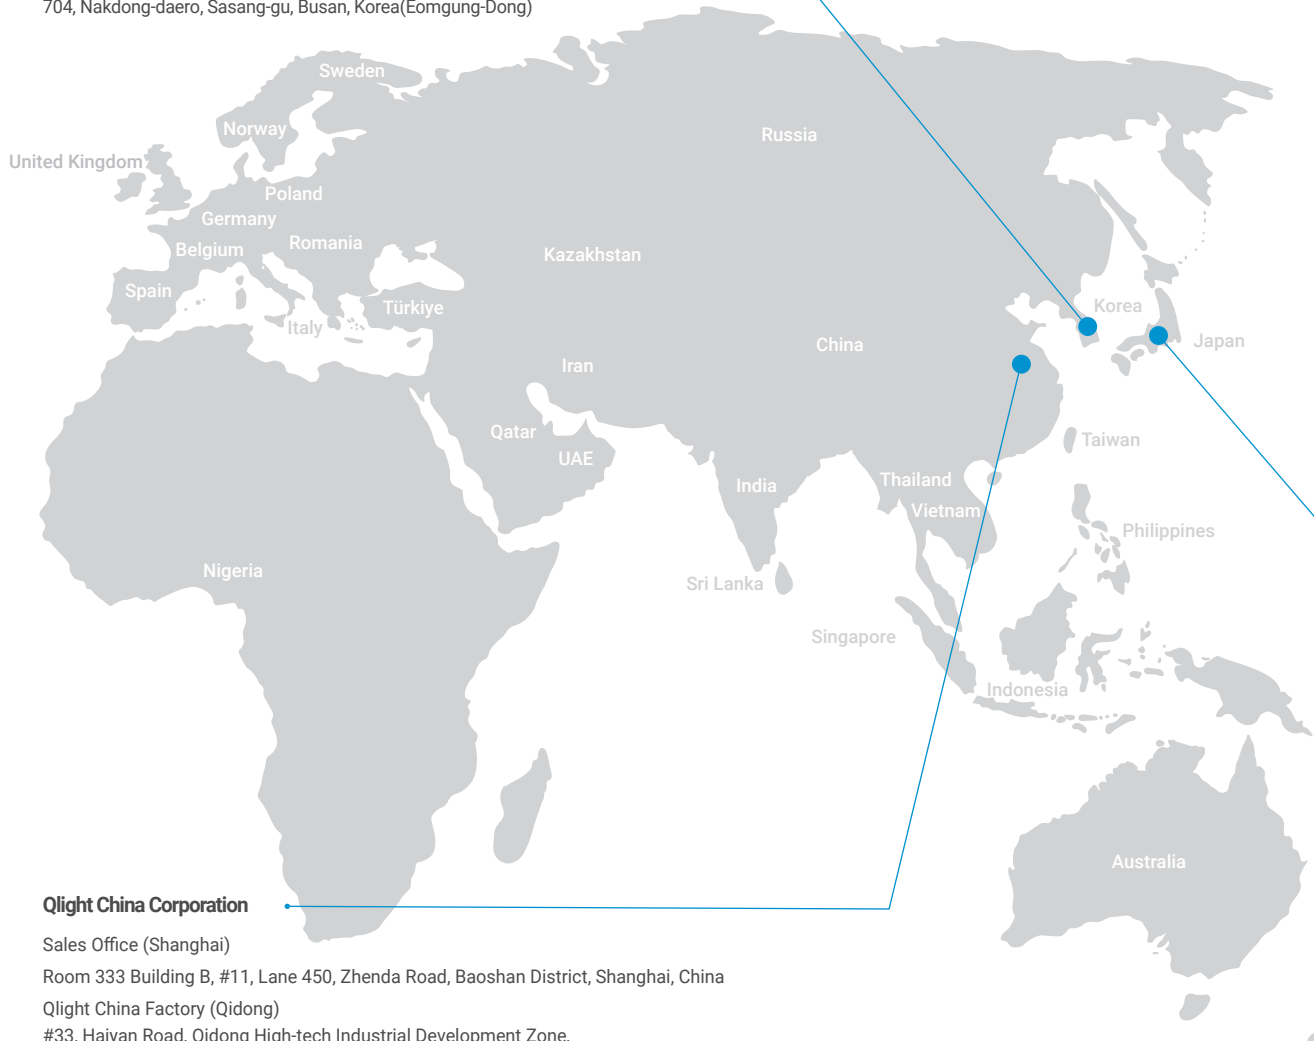 704, Nakdong-daero, Sasang-gu, Busan, Korea(Eomgung-Dong)
Sweden
Norway
Russia
United Kingdom
Poland
Germany
Romania
Belgium
Kazakhstan
Spain
Türkiye
Korea
Italy
Japan
China
Iran
Qatar
Taiwan
UAE
Thailand
India
Vietnam
Philippines
Nigeria
Sri Lanka
Singapore
Indonesia
Australia
Qlight China Corporation
Sales Office (Shanghai)
Room 333 Building B, #11, Lane 450, Zhenda Road, Baoshan District, Shanghai, China
Qlight China Factory (Qidong)
#33, Haiyan Road, Qidong High-tech Industrial Development Zone,